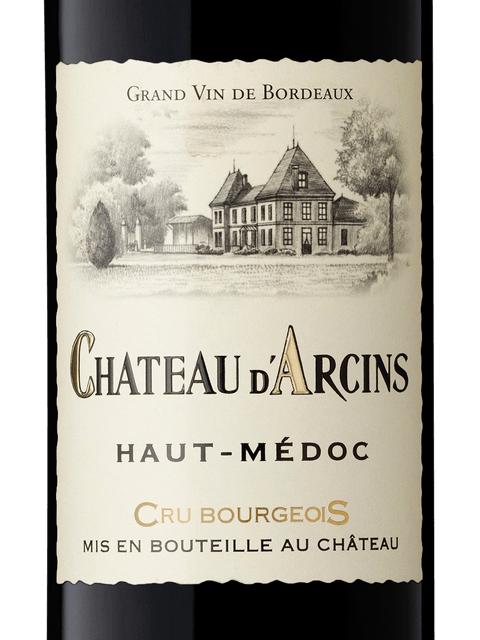 GRAND VIN DE BORDEAUX
CHATEAU D'ARCINS
HAUT-MÉDOC
CRU BOURGEOIS
MIS EN BOUTEILLE AU CHÂTEAU